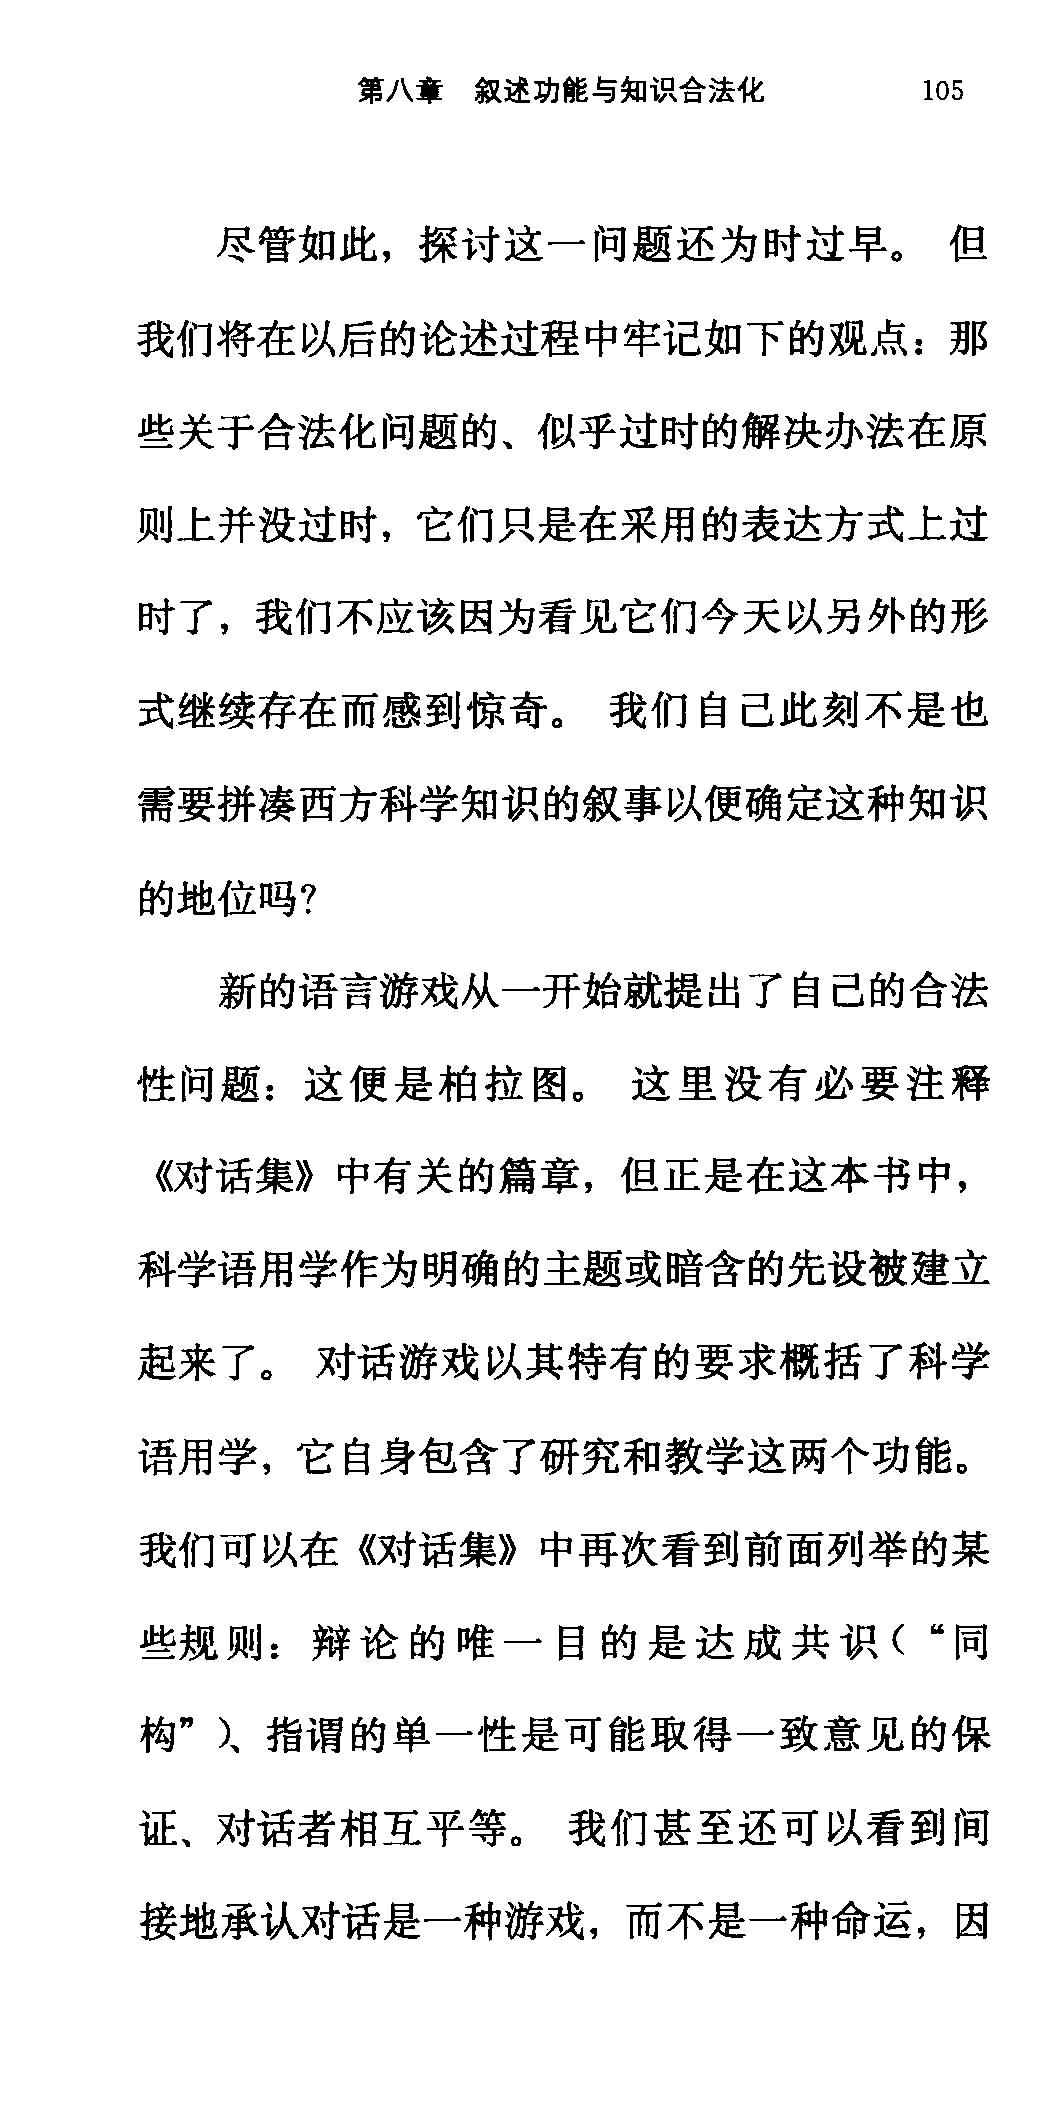 第八章 叙述功能与知识合法化 105
尽管如此，探讨这一问题还为时过早。 但
我们将在以后的论述过程中牢记如下的观点：那
些关于合法化问题的、似乎过时的解决办法在原
则上并没过时，它们只是在采用的表达方式上过
时了，我们不应该因为看见它们今天以另外的形
式继续存在而感到惊奇。 我们自己此刻不是也
需要拼凑西方科学知识的叙事以便确定这种知识
的地位吗？
新的语言游戏从一开始就提出了自己的合法
性问题：这便是柏拉图。 这里没有必要注释
《对话集》中有关的篇章，但正是在这本书中，
科学语用学作为明确的主题或暗含的先设被建立
起来了。 对话游戏以其特有的要求概括了科学
语用学，它自身包含了研究和教学这两个功能。
我们可以在《对话集》中再次看到前面列举的某
些规则：辩论的唯一目的是达成共识（“同
构”）、指谓的单一性是可能取得一致意见的保
证、对话者相互平等。 我们甚至还可以看到间
接地承认对话是一种游戏，而不是一种命运，因